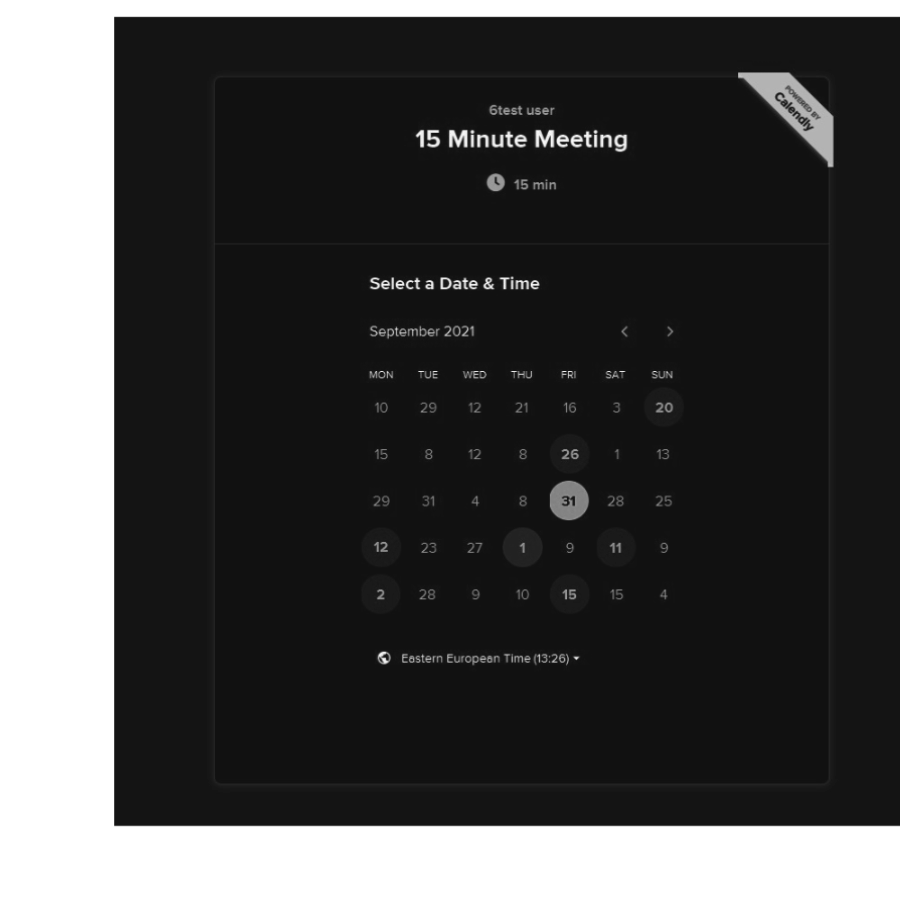 POWERED BY
Calendly
6test user
15 Minute Meeting
15 min
Select a Date & Time
September 2021
MON TUE WED THU FRI SAT SUN
10 29 12 21 16 3 20
15 8 12 8 26 1 13
29 31 4 8 31 28 25
12 23 27 1 9 11 9
2 28 9 10 15 15 4
Eastern European Time (13:26)